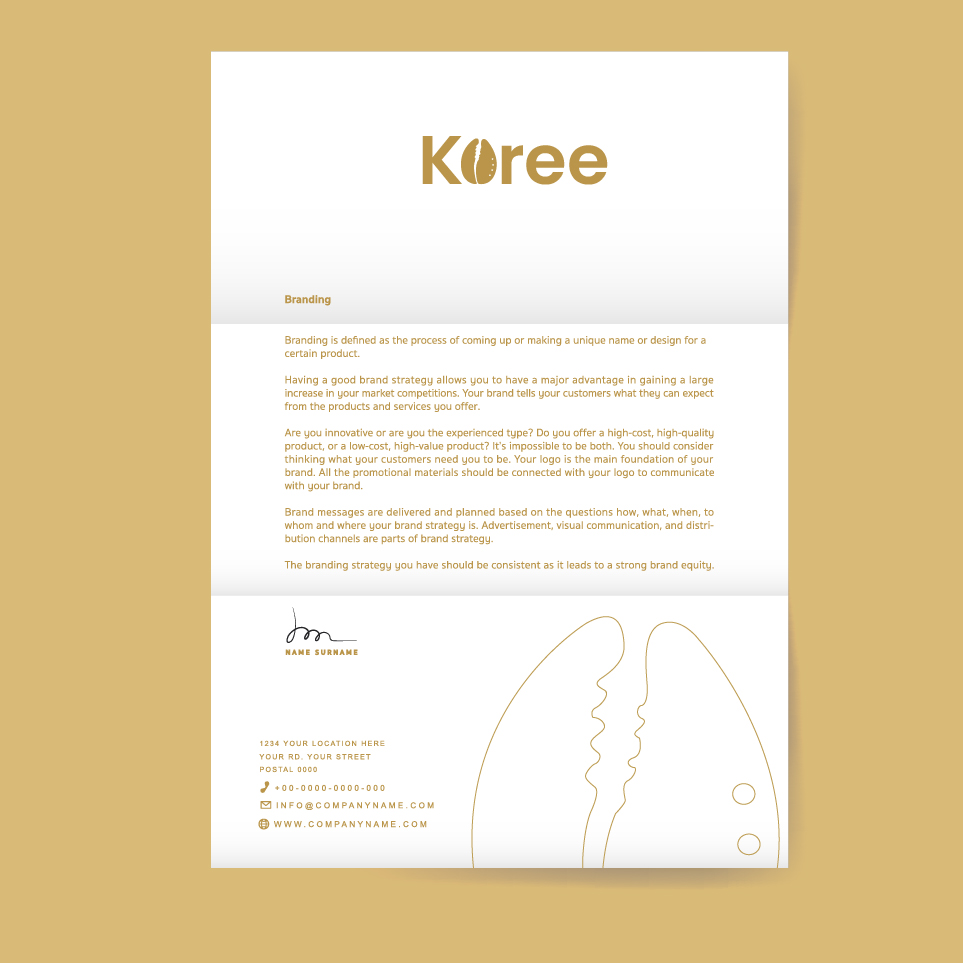 Koree
Branding
Branding is defined as the process of coming up or making a unique name or design for a
certain product.
Having a good brand strategy allows you to have a major advantage in gaining a large
increase in your market competitions. Your brand tells your customers what they can expect
from the products and services you offer.
Are you innovative or are you the experienced type? Do you offer a high-cost, high-quality
product, or a low-cost, high-value product? It's impossible to be both. You should consider
thinking what your customers need you to be. Your logo is the main foundation of your
brand. All the promotional materials should be connected with your logo to communicate
with your brand.
Brand messages are delivered and planned based on the questions how, what, when, to
whom and where your brand strategy is. Advertisement, visual communication, and distri-
bution channels are parts of brand strategy.
The branding strategy you have should be consistent as it leads to a strong brand equity.
NAME SURNAME
1234 YOUR LOCATION HERE
YOUR RD. YOUR STREET
POSTAL 0000
+00-0000-0000-000
INFO@COMPANYNAME.COM
WWW.COMPANYNAME.COM